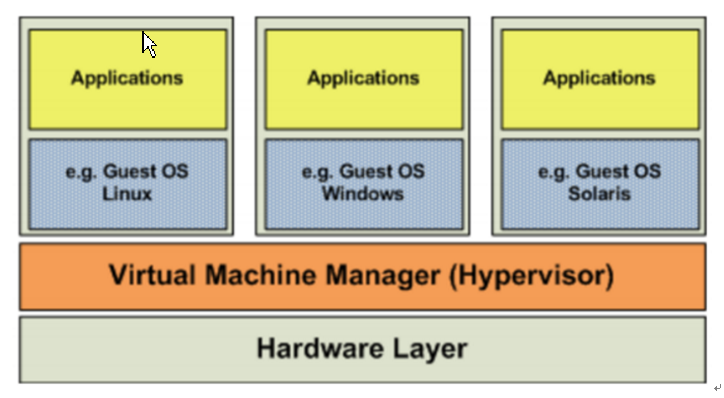 Applications
Applications
Applications
e.g. Guest OS
Linux
e.g. Guest OS
Windows
e.g. Guest OS
Solaris
Virtual Machine Manager (Hypervisor)
Hardware Layer